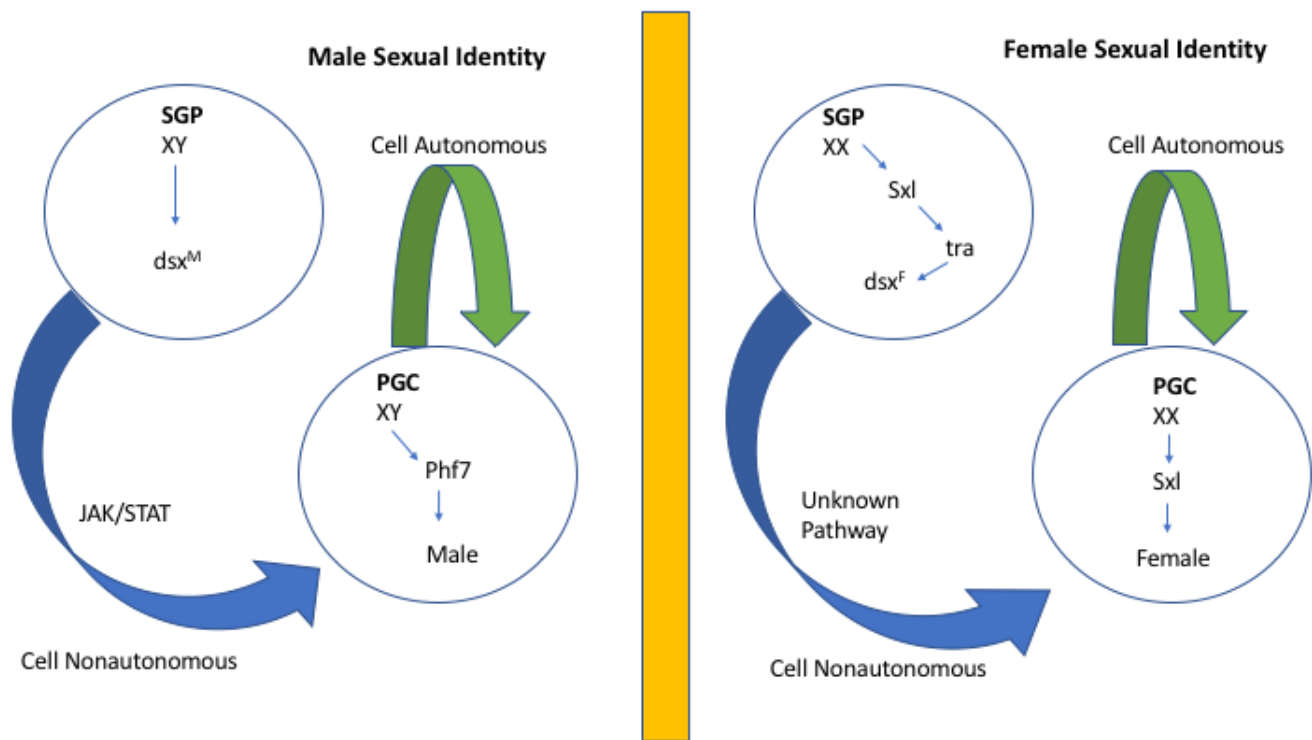 Male Sexual Identity
SGP
XY
dsxᴹ
Cell Autonomous
PGC
XY
Phf7
Male
JAK/STAT
Cell Nonautonomous
Female Sexual Identity
SGP
XX
Sxl
tra
dsxF
Cell Autonomous
PGC
XX
Sxl
Female
Unknown
Pathway
Cell Nonautonomous